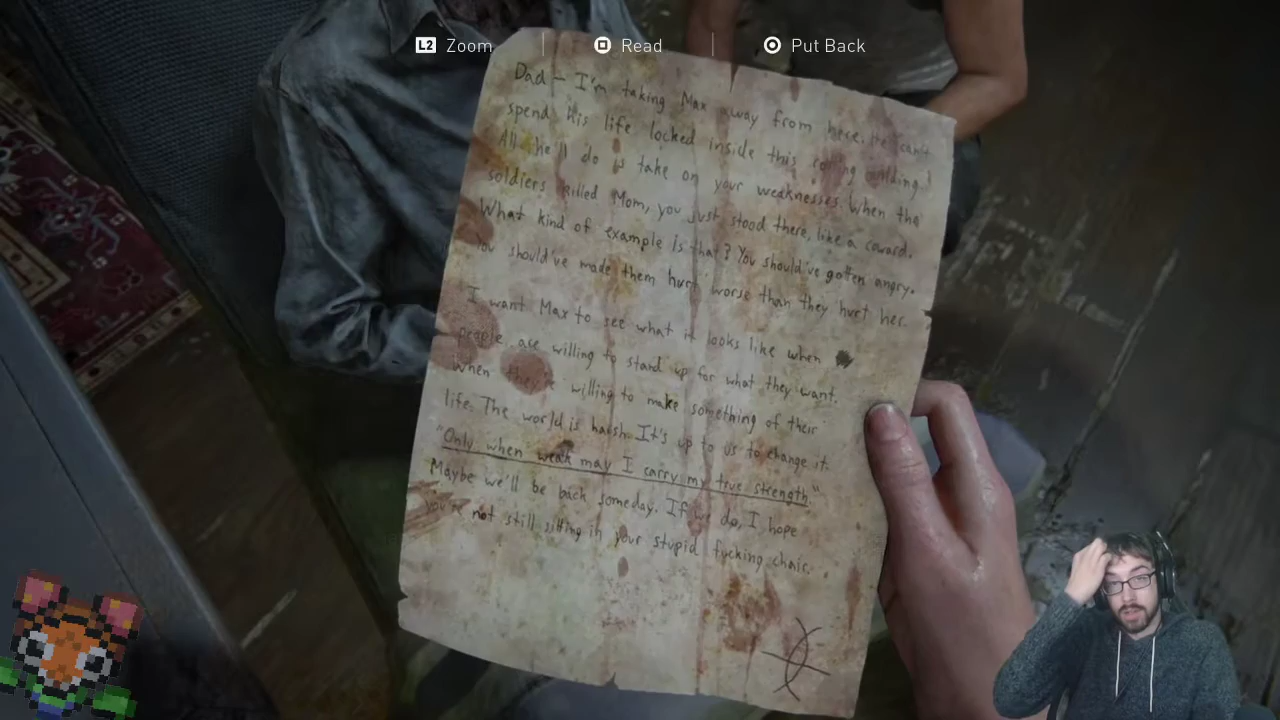 L2 Zoom
Read
Put Back
Dad - I'm taking Max away from here. He can't
spend his life locked inside this rotting building!
All he'll do is take on your weaknesses. When the
soldiers killed Mom, you just stood there, like a coward.
What kind of example is that? You should've gotten angry.
You should've made them hurt worse than they hurt her.
I want Max to see what it looks like when
people are willing to stand up for what they want.
When they're willing to make something of their
life. The world is harsh. It's up to us to change it.
"Only when weak may I carry my true strength."
Maybe we'll be back someday. If we do, I hope
you're not still sitting in your stupid fucking chair.